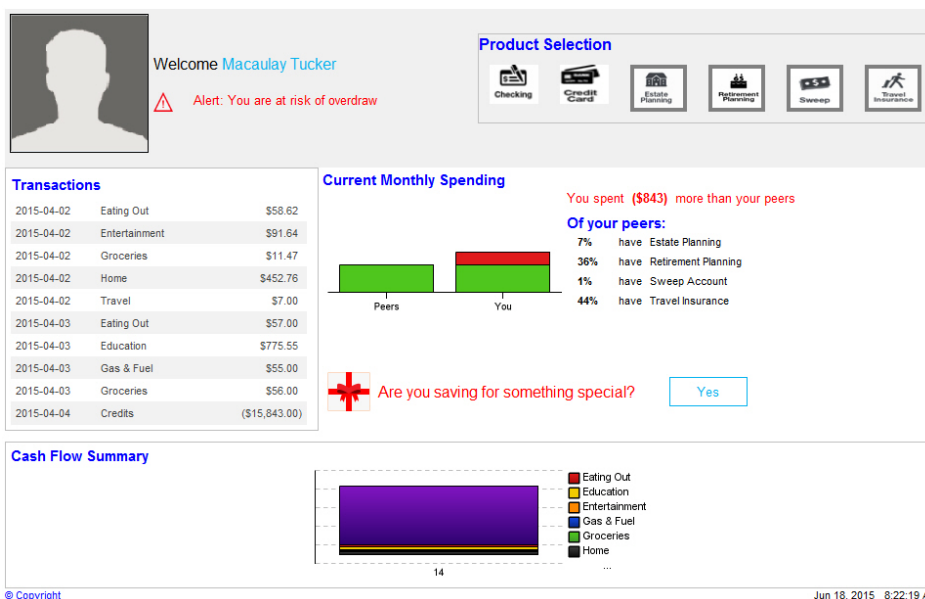 Welcome Macaulay Tucker
Alert: You are at risk of overdraw
Product Selection
Checking
Credit Card
Estate Planning
Retirement Planning
Sweep
Travel Insurance
Transactions
2015-04-02 Eating Out $58.62
2015-04-02 Entertainment $91.64
2015-04-02 Groceries $11.47
2015-04-02 Home $452.76
2015-04-02 Travel $7.00
2015-04-03 Eating Out $57.00
2015-04-03 Education $775.55
2015-04-03 Gas & Fuel $55.00
2015-04-03 Groceries $56.00
2015-04-04 Credits ($15,843.00)
Current Monthly Spending
Peers You
You spent ($843) more than your peers
Of your peers:
7% have Estate Planning
36% have Retirement Planning
1% have Sweep Account
44% have Travel Insurance
Are you saving for something special? Yes
Cash Flow Summary
14
Eating Out
Education
Entertainment
Gas & Fuel
Groceries
Home
...
© Copyright Jun 18, 2015 8:22:19